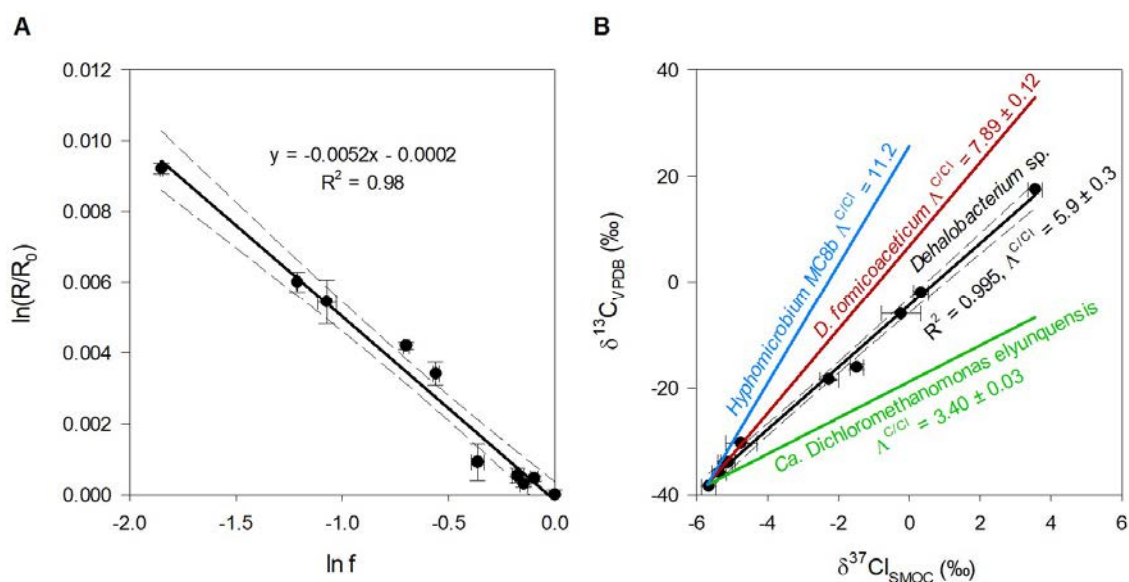 A
0.012
0.010
0.008
0.006
0.004
0.002
0.000
ln(R/R0)
y = -0.0052x - 0.0002
R² = 0.98
-2.0 -1.5 -1.0 -0.5 0.0
ln f
B
40
20
0
-20
-40
δ¹³CVPDB (‰)
Hyphomicrobium MC8b Λ^C/Cl = 11.2
D. formicoaceticum Λ^C/Cl = 7.89 ± 0.12
Dehalobacterium sp.
R² = 0.995, Λ^C/Cl = 5.9 ± 0.3
Ca. Dichloromethanomonas elyunquensis
Λ^C/Cl = 3.40 ± 0.03
-6 -4 -2 0 2 4 6
δ³⁷ClSMOC (‰)